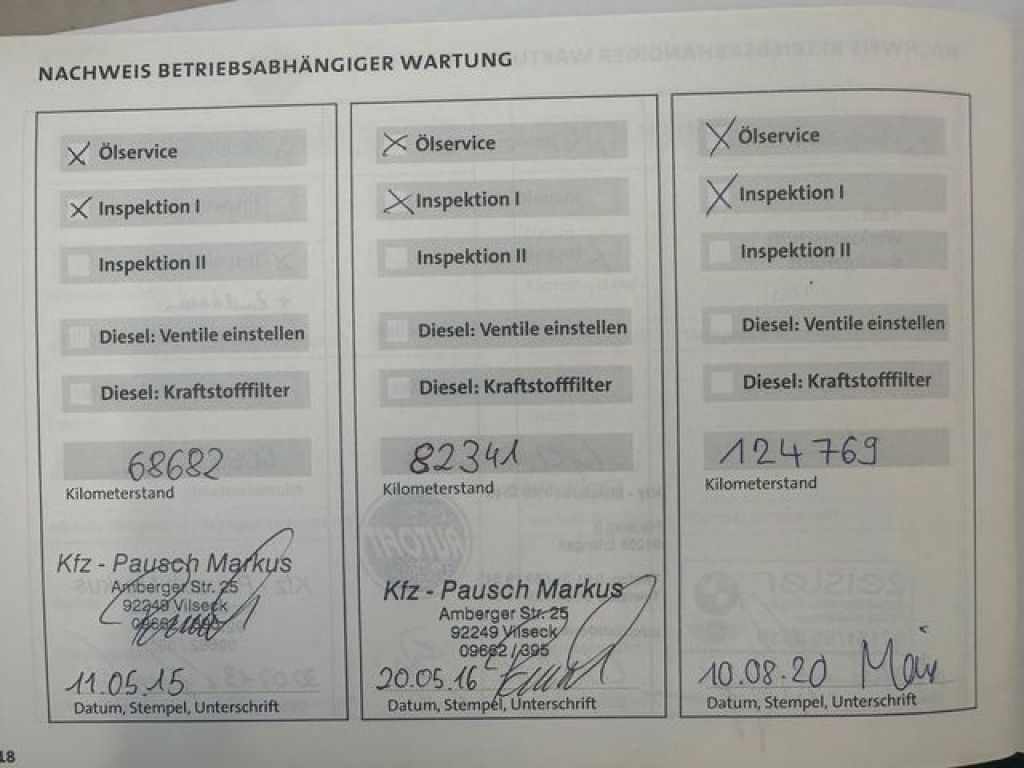 NACHWEIS BETRIEBSABHÄNGIGER WARTUNG
Ölservice
Inspektion I
Inspektion II
Diesel: Ventile einstellen
Diesel: Kraftstofffilter
68682
Kilometerstand
Kfz - Pausch Markus
Amberger Str. 25
92249 Vilseck
11.05.15
Datum, Stempel, Unterschrift
Ölservice
Inspektion I
Inspektion II
Diesel: Ventile einstellen
Diesel: Kraftstofffilter
82341
Kilometerstand
Kfz - Pausch Markus
Amberger Str. 25
92249 Vilseck
09662 / 395
20.05.16
Datum, Stempel, Unterschrift
Ölservice
Inspektion I
Inspektion II
Diesel: Ventile einstellen
Diesel: Kraftstofffilter
124769
Kilometerstand
10.08.20
Datum, Stempel, Unterschrift
18